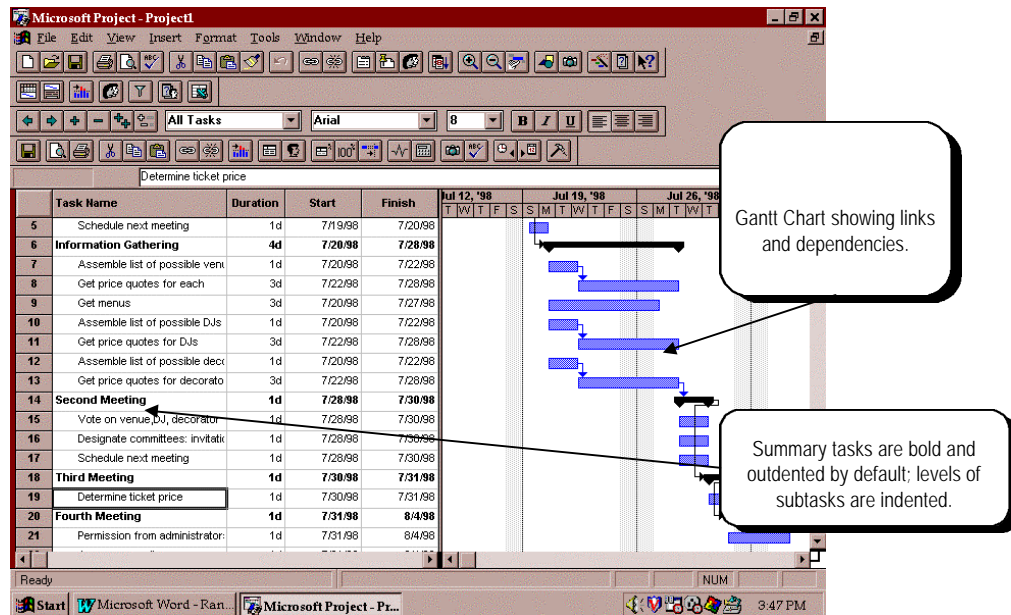 Microsoft Project - Project1
File Edit View Insert Format Tools Window Help
All Tasks Arial 8 B I U
100%
Determine ticket price
Task Name Duration Start Finish
Jul 12, '98 Jul 19, '98 Jul 26, '98
T W T F S S M T W T F S S M T W T
5 Schedule next meeting 1d 7/19/98 7/20/98
6 Information Gathering 4d 7/20/98 7/28/98
7 Assemble list of possible venu 1d 7/20/98 7/22/98
8 Get price quotes for each 3d 7/22/98 7/28/98
9 Get menus 3d 7/20/98 7/27/98
10 Assemble list of possible DJs 1d 7/20/98 7/22/98
11 Get price quotes for DJs 3d 7/22/98 7/28/98
12 Assemble list of possible deco 1d 7/20/98 7/22/98
13 Get price quotes for decorato 3d 7/22/98 7/28/98
14 Second Meeting 1d 7/28/98 7/30/98
15 Vote on venue,DJ, decorator 1d 7/28/98 7/30/98
16 Designate committees: invitatio 1d 7/28/98 7/30/98
17 Schedule next meeting 1d 7/28/98 7/30/98
18 Third Meeting 1d 7/30/98 7/31/98
19 Determine ticket price 1d 7/30/98 7/31/98
20 Fourth Meeting 1d 7/31/98 8/4/98
21 Permission from administrator: 1d 7/31/98 8/4/98
Gantt Chart showing links
and dependencies.
Summary tasks are bold and
outdented by default; levels of
subtasks are indented.
Ready NUM
Start Microsoft Word - Ran... Microsoft Project - Pr... 3:47 PM